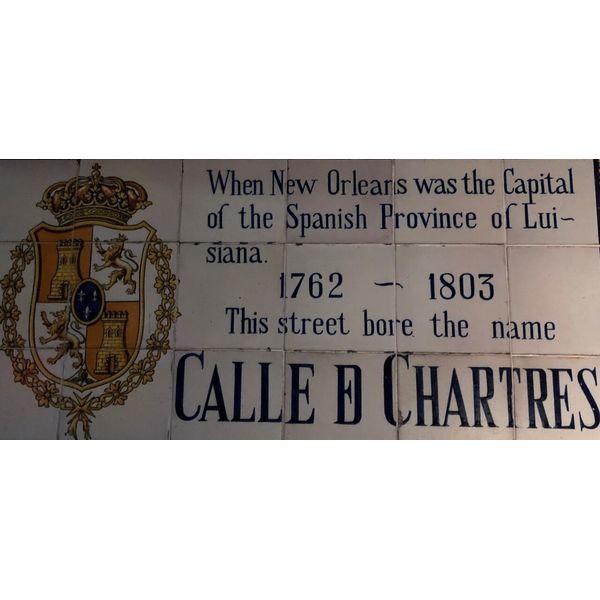 When New Orleans was the Capital
of the Spanish Province of Lui~
siana.
1762 ~ 1803
This street bore the name
CALLE D CHARTRES